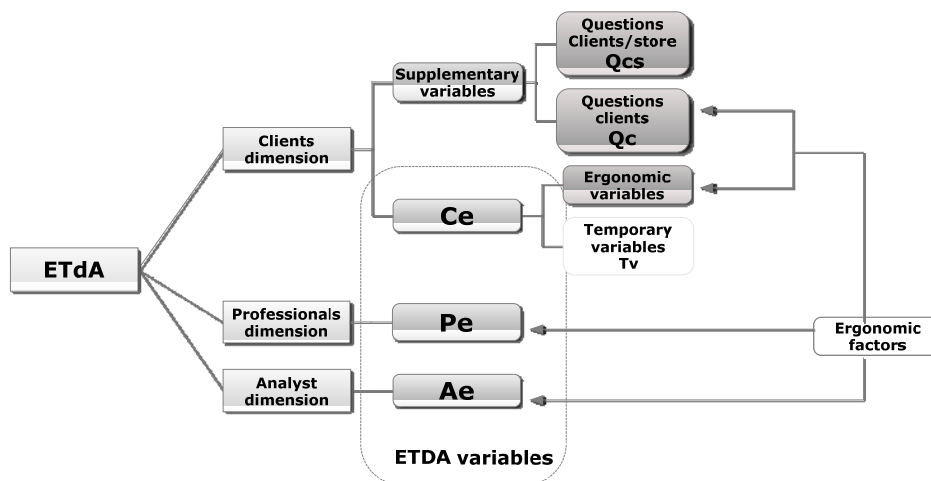 Questions
Clients/store
Qcs
Supplementary
variables
Questions
clients
Qc
Clients
dimension
Ergonomic
variables
Ce
Temporary
variables
Tv
ETdA
Professionals
dimension
Pe
Ergonomic
factors
Analyst
dimension
Ae
ETDA variables